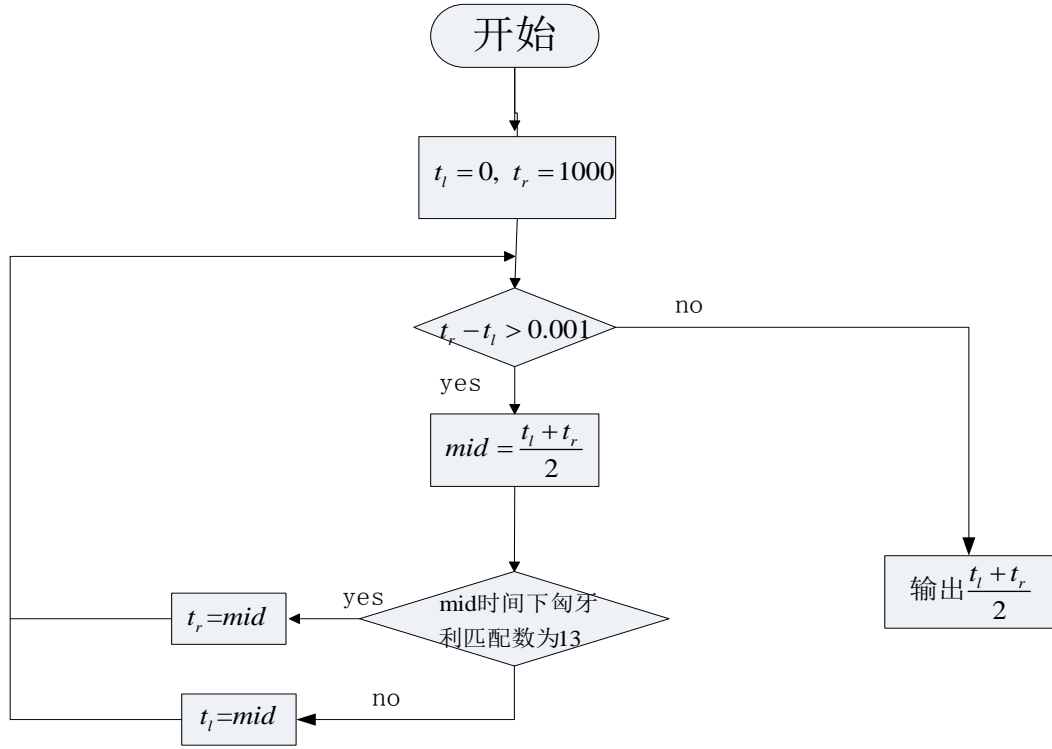 开始
t_l = 0, t_r = 1000
t_r − t_l > 0.001
no
yes
mid = \frac{t_l + t_r}{2}
输出\frac{t_l + t_r}{2}
mid时间下匈牙
利匹配数为13
yes
t_r=mid
no
t_l=mid